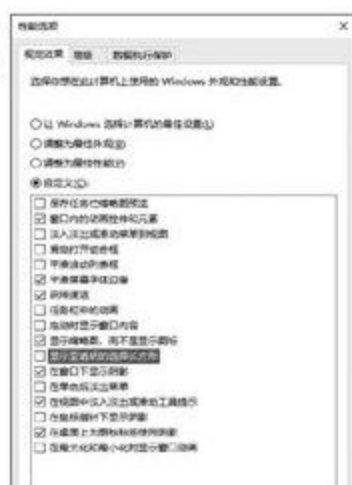 性能选项
视觉效果 高级 数据执行保护
选择你想在此计算机上使用的 Windows 外观和性能设置。
让 Windows 选择计算机的最佳设置(L)
调整为最佳外观(B)
调整为最佳性能(P)
自定义(C):
保存任务栏缩略图预览
窗口内的动画控件和元素
淡入淡出或滑动菜单到视图
滑动打开组合框
平滑滚动列表框
平滑屏幕字体边缘
任务栏中的动画
拖动时显示窗口内容
显示缩略图，而不是显示图标
显示亚透明的选择长方形
在窗口下显示阴影
在单击后淡出菜单
在视图中淡入淡出或滑动工具提示
在鼠标指针下显示阴影
在桌面上为图标标签使用阴影
在最大化和最小化时显示窗口动画